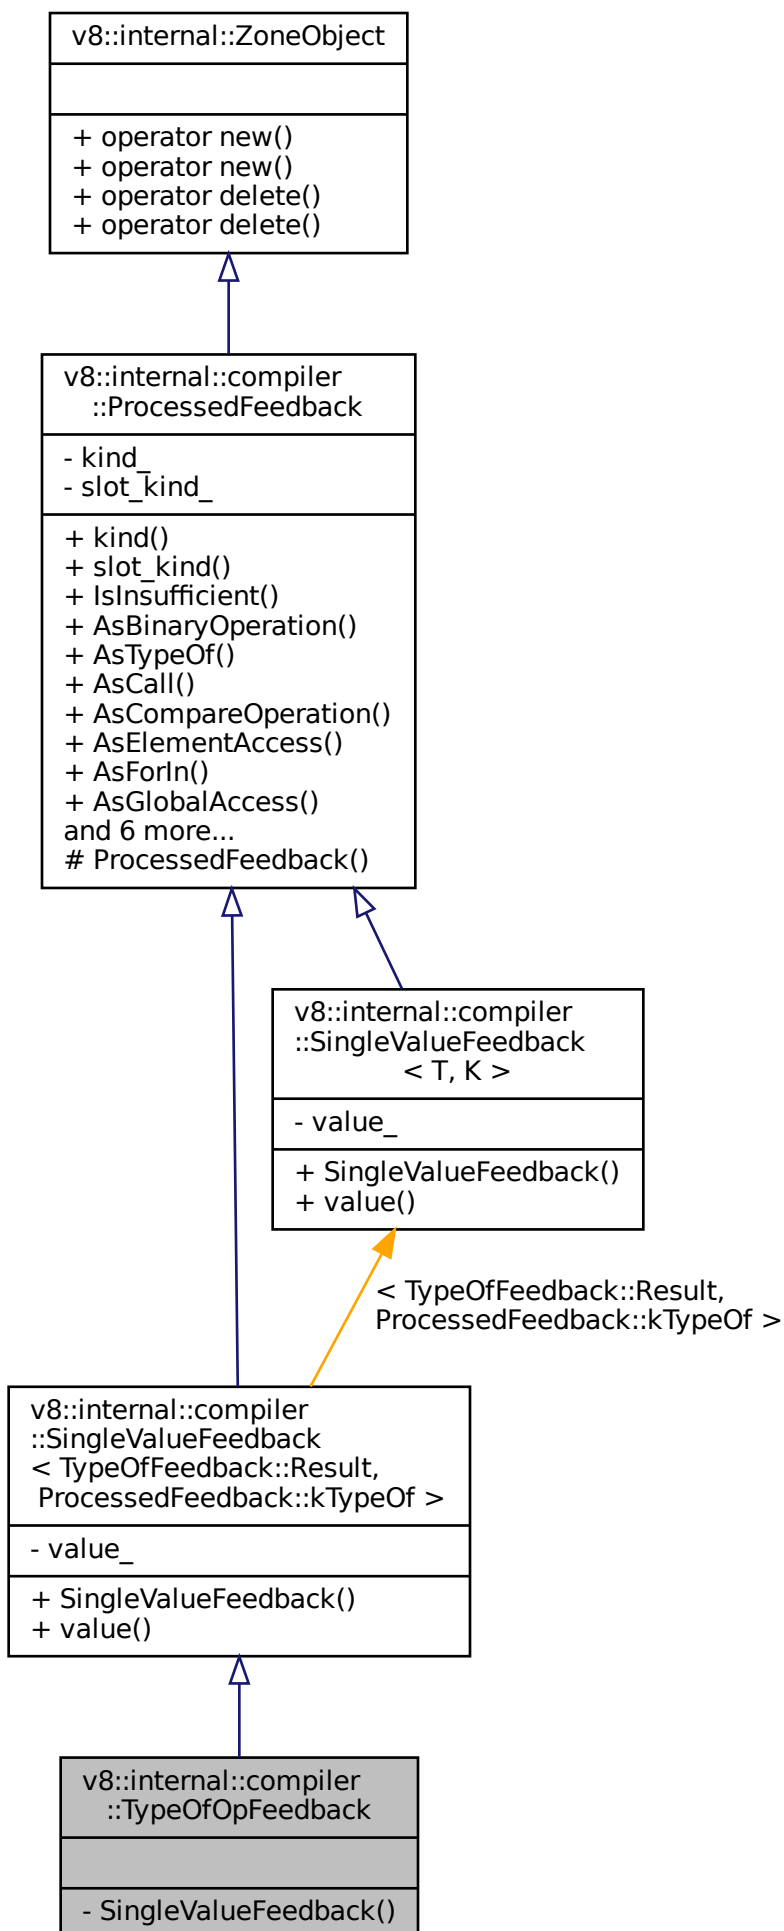 v8::internal::ZoneObject
+ operator new()
+ operator new()
+ operator delete()
+ operator delete()
v8::internal::compiler
::ProcessedFeedback
- kind_
- slot_kind_
+ kind()
+ slot_kind()
+ IsInsufficient()
+ AsBinaryOperation()
+ AsTypeOf()
+ AsCall()
+ AsCompareOperation()
+ AsElementAccess()
+ AsForIn()
+ AsGlobalAccess()
and 6 more...
# ProcessedFeedback()
v8::internal::compiler
::SingleValueFeedback
< T, K >
- value_
+ SingleValueFeedback()
+ value()
< TypeOfFeedback::Result,
ProcessedFeedback::kTypeOf >
v8::internal::compiler
::SingleValueFeedback
< TypeOfFeedback::Result,
ProcessedFeedback::kTypeOf >
- value_
+ SingleValueFeedback()
+ value()
v8::internal::compiler
::TypeOfOpFeedback
- SingleValueFeedback()